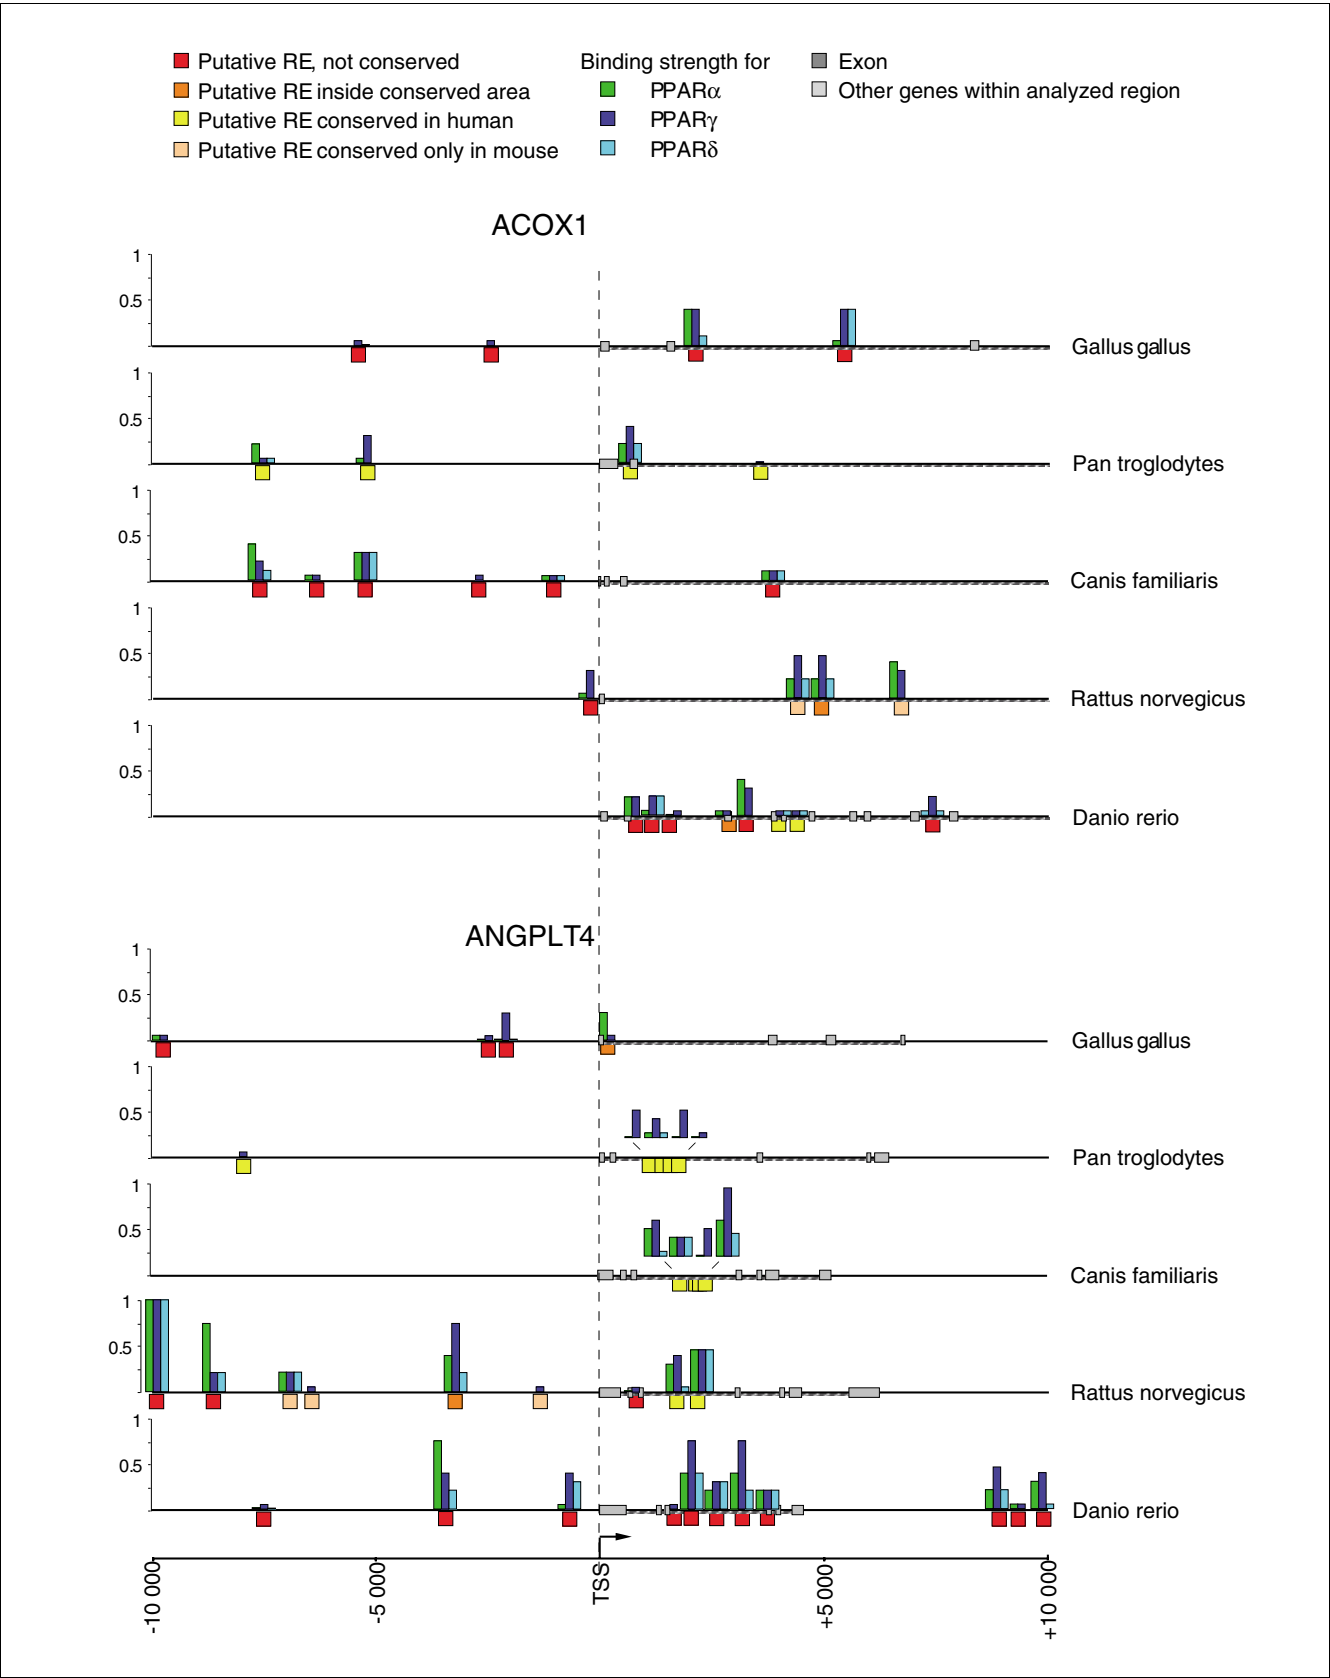 Putative RE, not conserved
Putative RE inside conserved area
Putative RE conserved in human
Putative RE conserved only in mouse
Binding strength for
PPARα
PPARγ
PPARδ
Exon
Other genes within analyzed region
ACOX1
1
0.5
Gallus gallus
1
0.5
Pan troglodytes
1
0.5
Canis familiaris
1
0.5
Rattus norvegicus
1
0.5
Danio rerio
ANGPLT4
1
0.5
Gallus gallus
1
0.5
Pan troglodytes
1
0.5
Canis familiaris
1
0.5
Rattus norvegicus
1
0.5
Danio rerio
-10 000
-5 000
TSS
+5 000
+10 000